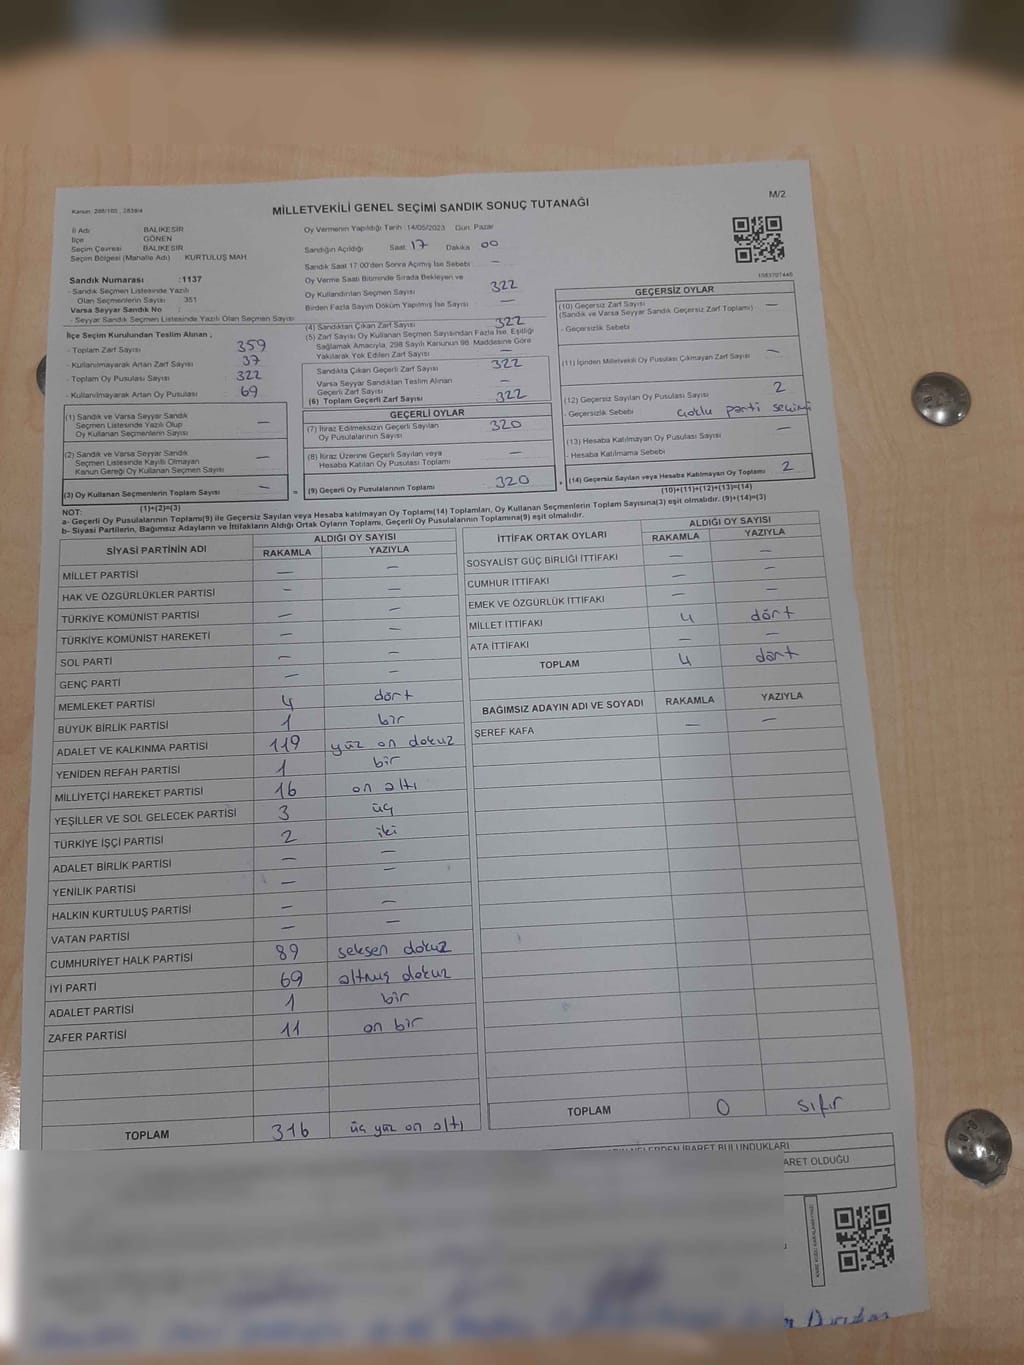 Kanun: 298/105 ; 2839/4
MİLLETVEKİLİ GENEL SEÇİMİ SANDIK SONUÇ TUTANAĞI
M/2
İl Adı BALIKESİR
İlçe GÖNEN
Seçim Çevresi BALIKESİR
Seçim Bölgesi (Mahalle Adı) KURTULUŞ MAH
Sandık Numarası :1137
- Sandık Seçmen Listesinde Yazılı
Olan Seçmenlerin Sayısı : 351
Varsa Seyyar Sandık No :
- Seyyar Sandık Seçmen Listesinde Yazılı Olan Seçmen Sayısı
İlçe Seçim Kurulundan Teslim Alınan ;
- Toplam Zarf Sayısı 359
- Kullanılmayarak Artan Zarf Sayısı 37
- Toplam Oy Pusulası Sayısı 322
- Kullanılmayarak Artan Oy Pusulası 69
(1) Sandık ve Varsa Seyyar Sandık
Seçmen Listesinde Yazılı Olup
Oy Kullanan Seçmenlerin Sayısı —
(2) Sandık ve Varsa Seyyar Sandık
Seçmen Listesinde Kayıtlı Olmayan
Kanun Gereği Oy Kullanan Seçmen Sayısı —
(3) Oy Kullanan Seçmenlerin Toplam Sayısı —
(1)+(2)=(3)
Oy Vermenin Yapıldığı Tarih :14/05/2023 Gün: Pazar
Sandığın Açıldığı Saat 17 Dakika 00
Sandık Saat 17:00'den Sonra Açılmış İse Sebebi : —
Oy Verme Saati Bitiminde Sırada Bekleyen ve
Oy Kullandırılan Seçmen Sayısı 322
Birden Fazla Sayım Döküm Yapılmış İse Sayısı —
(4) Sandıktan Çıkan Zarf Sayısı 322
(5) Zarf Sayısı Oy Kullanan Seçmen Sayısından Fazla İse, Eşitliği
Sağlamak Amacıyla, 298 Sayılı Kanunun 98. Maddesine Göre
Yakılarak Yok Edilen Zarf Sayısı —
Sandıkta Çıkan Geçerli Zarf Sayısı 322
Varsa Seyyar Sandıktan Teslim Alınan
Geçerli Zarf Sayısı —
(6) Toplam Geçerli Zarf Sayısı 322
GEÇERLİ OYLAR
(7) İtiraz Edilmeksizin Geçerli Sayılan
Oy Pusulalarının Sayısı 320
(8) İtiraz Üzerine Geçerli Sayılan veya
Hesaba Katılan Oy Pusulası Toplamı —
= (9) Geçerli Oy Pusulalarının Toplamı 320
1583707445
GEÇERSİZ OYLAR
(10) Geçersiz Zarf Sayısı —
(Sandık ve Varsa Seyyar Sandık Geçersiz Zarf Toplamı)
- Geçersizlik Sebebi
(11) İçinden Milletvekili Oy Pusulası Çıkmayan Zarf Sayısı —
(12) Geçersiz Sayılan Oy Pusulası Sayısı 2
- Geçersizlik Sebebi Çoklu parti seçimi
(13) Hesaba Katılmayan Oy Pusulası Sayısı —
- Hesaba Katılmama Sebebi
+ (14) Geçersiz Sayılan veya Hesaba Katılmayan Oy Toplamı 2
(10)+(11)+(12)+(13)=(14)
NOT:
a- Geçerli Oy Pusulalarının Toplamı(9) ile Geçersiz Sayılan veya Hesaba katılmayan Oy Toplamı(14) Toplamları, Oy Kullanan Seçmenlerin Toplam Sayısına(3) eşit olmalıdır. (9)+(14)=(3)
b- Siyasi Partilerin, Bağımsız Adayların ve İttifakların Aldığı Ortak Oyların Toplamı, Geçerli Oy Pusulalarının Toplamına(9) eşit olmalıdır.
SİYASİ PARTİNİN ADI ALDIĞI OY SAYISI
RAKAMLA YAZIYLA
MİLLET PARTİSİ — —
HAK VE ÖZGÜRLÜKLER PARTİSİ — —
TÜRKİYE KOMÜNİST PARTİSİ — —
TÜRKİYE KOMÜNİST HAREKETİ — —
SOL PARTİ — —
GENÇ PARTİ — —
MEMLEKET PARTİSİ 4 dört
BÜYÜK BİRLİK PARTİSİ 1 bir
ADALET VE KALKINMA PARTİSİ 119 yüz on dokuz
YENİDEN REFAH PARTİSİ 1 bir
MİLLİYETÇİ HAREKET PARTİSİ 16 on altı
YEŞİLLER VE SOL GELECEK PARTİSİ 3 üç
TÜRKİYE İŞÇİ PARTİSİ 2 iki
ADALET BİRLİK PARTİSİ — —
YENİLİK PARTİSİ — —
HALKIN KURTULUŞ PARTİSİ — —
VATAN PARTİSİ — —
CUMHURİYET HALK PARTİSİ 89 seksen dokuz
İYİ PARTİ 69 altmış dokuz
ADALET PARTİSİ 1 bir
ZAFER PARTİSİ 11 on bir
TOPLAM 316 üç yüz on altı
İTTİFAK ORTAK OYLARI ALDIĞI OY SAYISI
RAKAMLA YAZIYLA
SOSYALİST GÜÇ BİRLİĞİ İTTİFAKI — —
CUMHUR İTTİFAKI — —
EMEK VE ÖZGÜRLÜK İTTİFAKI — —
MİLLET İTTİFAKI 4 dört
ATA İTTİFAKI — —
TOPLAM 4 dört
BAĞIMSIZ ADAYIN ADI VE SOYADI RAKAMLA YAZIYLA
ŞEREF KAFA — —
TOPLAM 0 sıfır
NELERDEN İBARET BULUNDUKLARI
ARET OLDUĞU